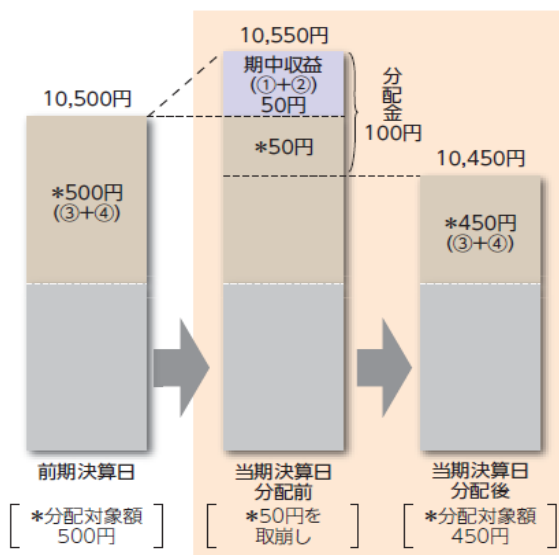 10,550円
期中収益
(①+②)
50円
分配金
100円
10,500円
*50円
10,450円
*500円
(③+④)
*450円
(③+④)
前期決算日
当期決算日
分配前
当期決算日
分配後
*分配対象額
500円
*50円を
取崩し
*分配対象額
450円